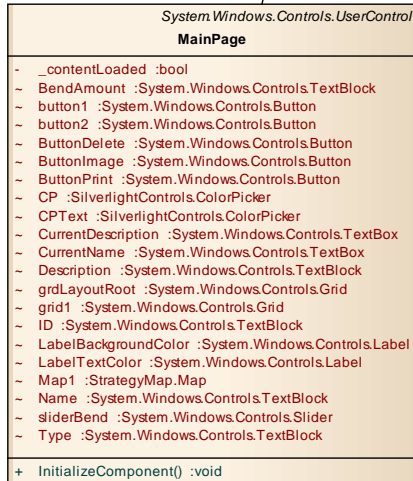 System.Windows.Controls.UserControl
MainPage
- _contentLoaded :bool
~ BendAmount :System.Windows.Controls.TextBlock
~ button1 :System.Windows.Controls.Button
~ button2 :System.Windows.Controls.Button
~ ButtonDelete :System.Windows.Controls.Button
~ ButtonImage :System.Windows.Controls.Button
~ ButtonPrint :System.Windows.Controls.Button
~ CP :SilverlightControls.ColorPicker
~ CPText :SilverlightControls.ColorPicker
~ CurrentDescription :System.Windows.Controls.TextBox
~ CurrentName :System.Windows.Controls.TextBox
~ Description :System.Windows.Controls.TextBlock
~ grdLayoutRoot :System.Windows.Controls.Grid
~ grid1 :System.Windows.Controls.Grid
~ ID :System.Windows.Controls.TextBlock
~ LabelBackgroundColor :System.Windows.Controls.Label
~ LabelTextColor :System.Windows.Controls.Label
~ Map1 :StrategyMap.Map
~ Name :System.Windows.Controls.TextBlock
~ sliderBend :System.Windows.Controls.Slider
~ Type :System.Windows.Controls.TextBlock
+ InitializeComponent() :void